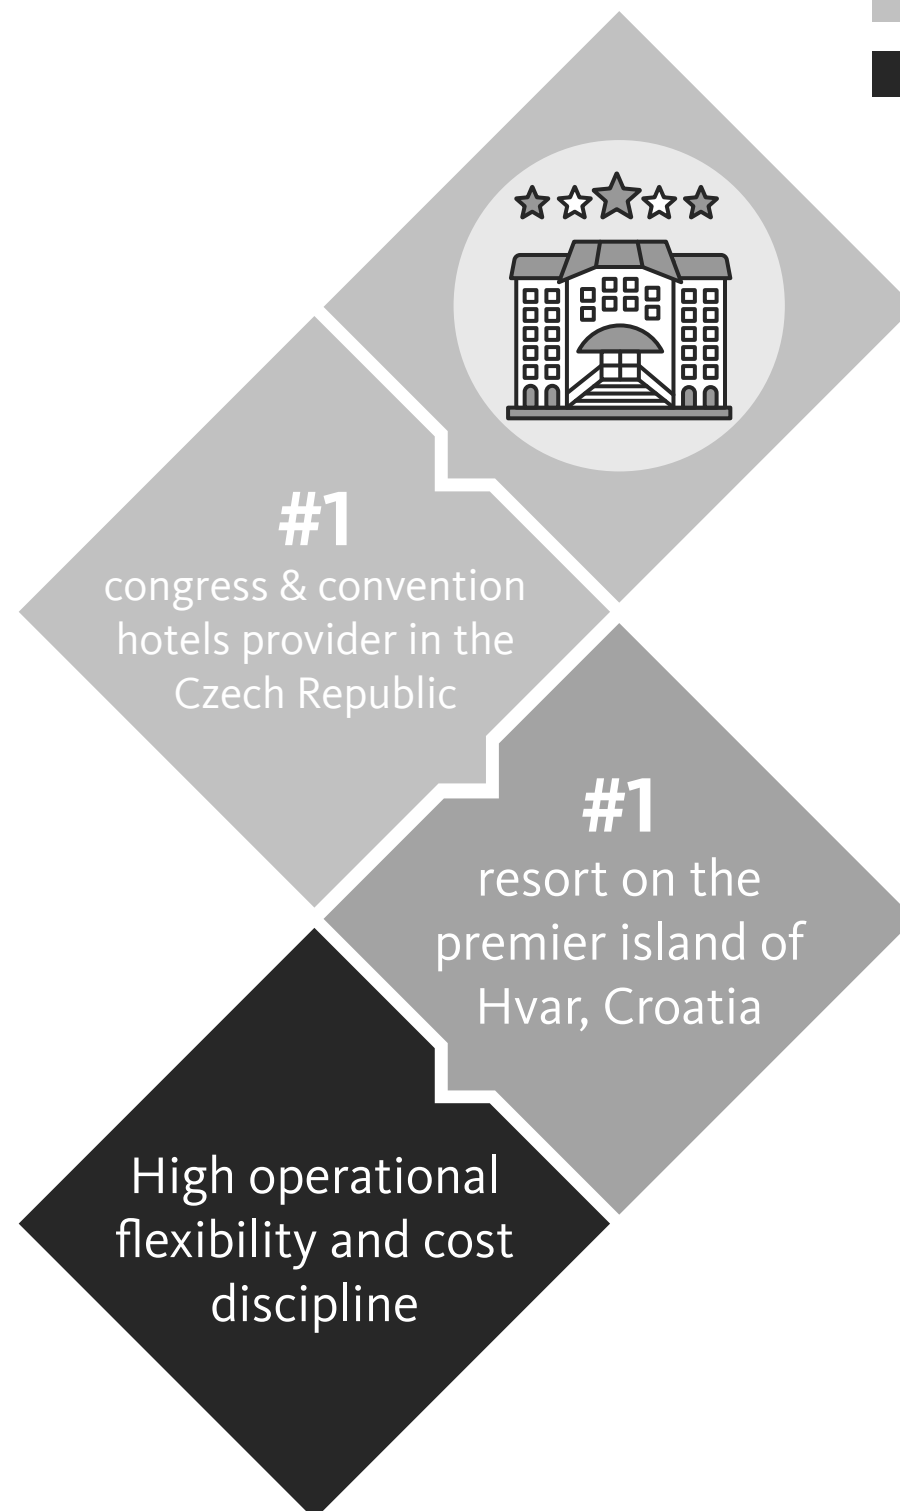 #1
congress & convention
hotels provider in the
Czech Republic
#1
resort on the
premier island of
Hvar, Croatia
High operational
flexibility and cost
discipline